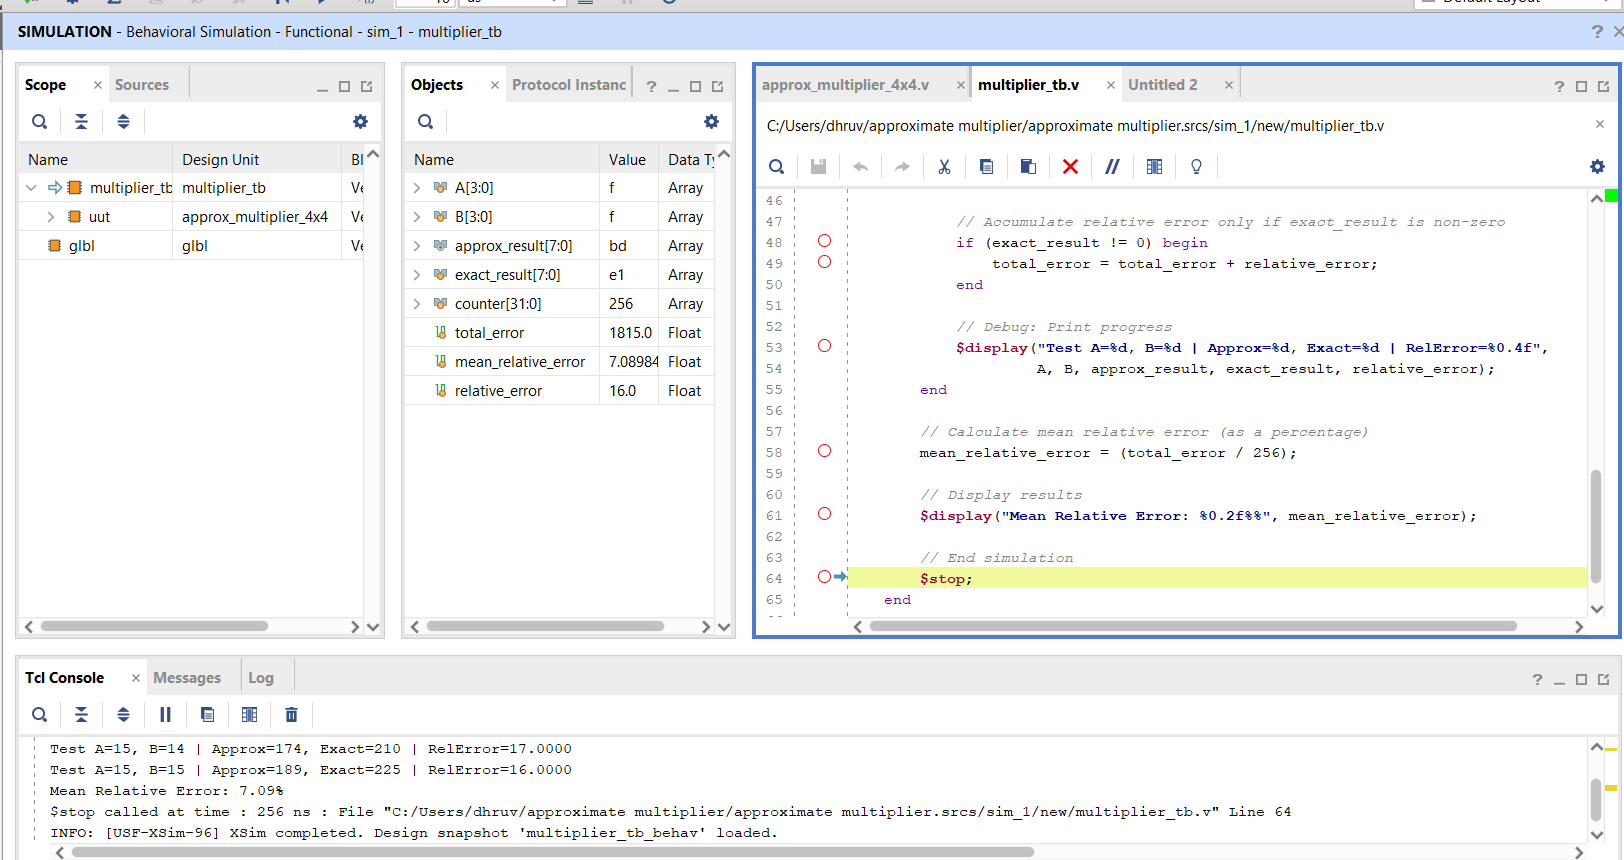 SIMULATION - Behavioral Simulation - Functional - sim_1 - multiplier_tb
?
Scope
Sources
Name Design Unit
multiplier_tb multiplier_tb Ve
uut approx_multiplier_4x4 Ve
glbl glbl Ve
Objects
Protocol Instanc
?
Name Value Data Ty
A[3:0] f Array
B[3:0] f Array
approx_result[7:0] bd Array
exact_result[7:0] e1 Array
counter[31:0] 256 Array
total_error 1815.0 Float
mean_relative_error 7.08984 Float
relative_error 16.0 Float
approx_multiplier_4x4.v
multiplier_tb.v
Untitled 2
?
C:/Users/dhruv/approximate multiplier/approximate multiplier.srcs/sim_1/new/multiplier_tb.v
46
47 // Accumulate relative error only if exact_result is non-zero
48 if (exact_result != 0) begin
49 total_error = total_error + relative_error;
50 end
51
52 // Debug: Print progress
53 $display("Test A=%d, B=%d | Approx=%d, Exact=%d | RelError=%0.4f",
54 A, B, approx_result, exact_result, relative_error);
55 end
56
57 // Calculate mean relative error (as a percentage)
58 mean_relative_error = (total_error / 256);
59
60 // Display results
61 $display("Mean Relative Error: %0.2f%%", mean_relative_error);
62
63 // End simulation
64 $stop;
65 end
Tcl Console
Messages
Log
?
Test A=15, B=14 | Approx=174, Exact=210 | RelError=17.0000
Test A=15, B=15 | Approx=189, Exact=225 | RelError=16.0000
Mean Relative Error: 7.09%
$stop called at time : 256 ns : File "C:/Users/dhruv/approximate multiplier/approximate multiplier.srcs/sim_1/new/multiplier_tb.v" Line 64
INFO: [USF-XSim-96] XSim completed. Design snapshot 'multiplier_tb_behav' loaded.